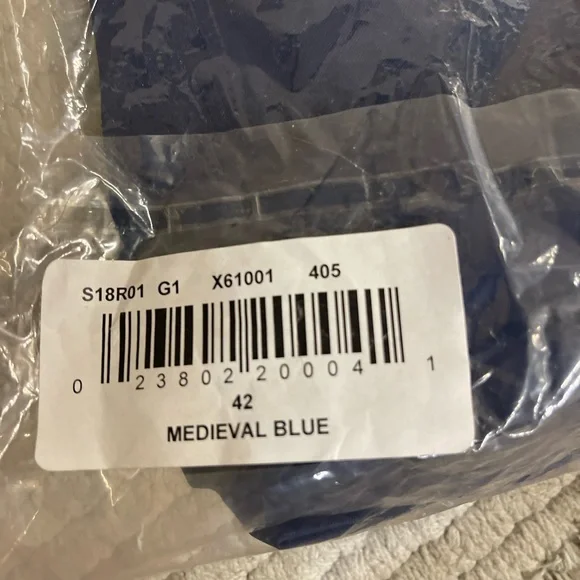 S18R01 G1 X61001 405
0 23802 20004 1
42
MEDIEVAL BLUE